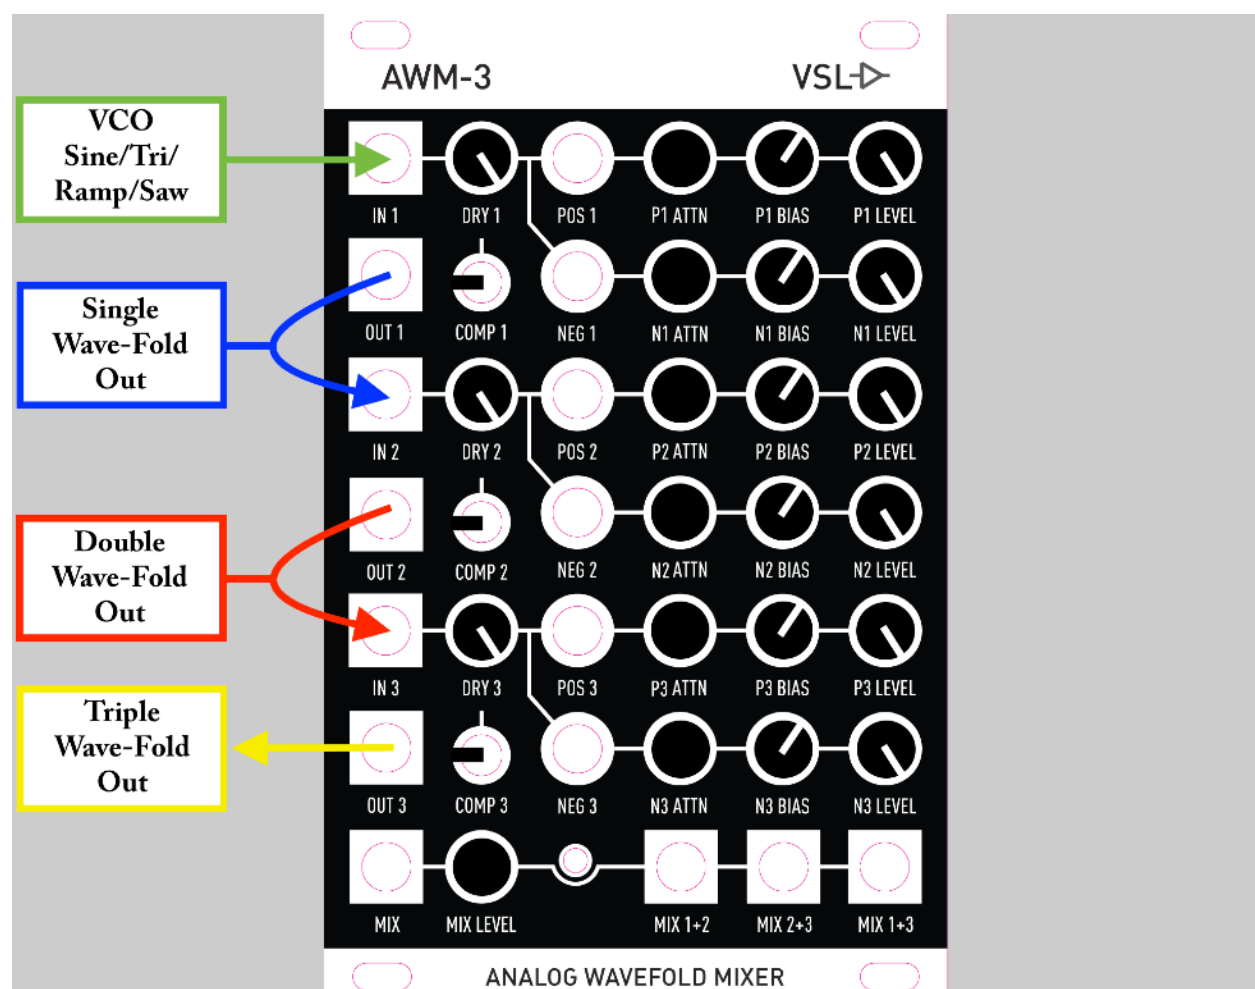 AWM-3 VSL
VCO
Sine/Tri/
Ramp/Saw
IN 1 DRY 1 POS 1 P1 ATTN P1 BIAS P1 LEVEL
Single
Wave-Fold
Out
OUT 1 COMP 1 NEG 1 N1 ATTN N1 BIAS N1 LEVEL
IN 2 DRY 2 POS 2 P2 ATTN P2 BIAS P2 LEVEL
Double
Wave-Fold
Out
OUT 2 COMP 2 NEG 2 N2 ATTN N2 BIAS N2 LEVEL
IN 3 DRY 3 POS 3 P3 ATTN P3 BIAS P3 LEVEL
Triple
Wave-Fold
Out
OUT 3 COMP 3 NEG 3 N3 ATTN N3 BIAS N3 LEVEL
MIX MIX LEVEL MIX 1+2 MIX 2+3 MIX 1+3
ANALOG WAVEFOLD MIXER